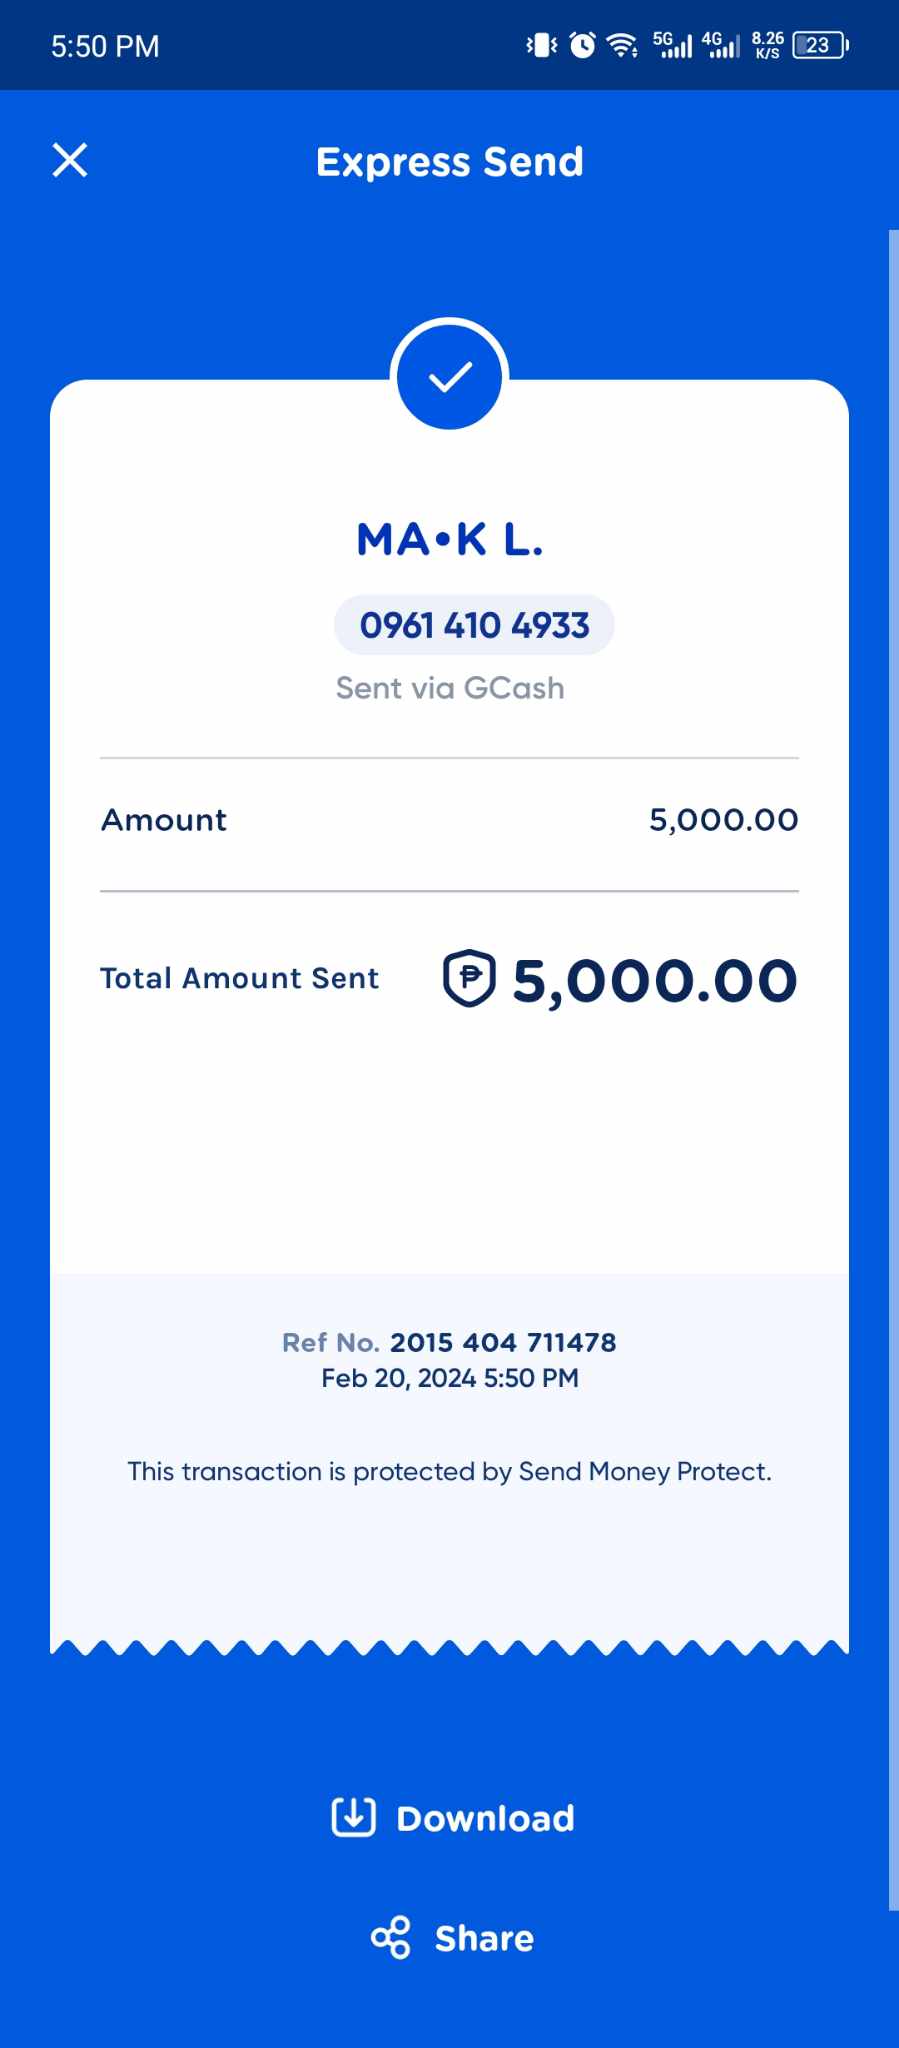 5:50 PM 5G 4G 8.26 K/S 23
Express Send
MA•K L.
0961 410 4933
Sent via GCash
Amount 5,000.00
Total Amount Sent ₱ 5,000.00
Ref No. 2015 404 711478
Feb 20, 2024 5:50 PM
This transaction is protected by Send Money Protect.
Download
Share